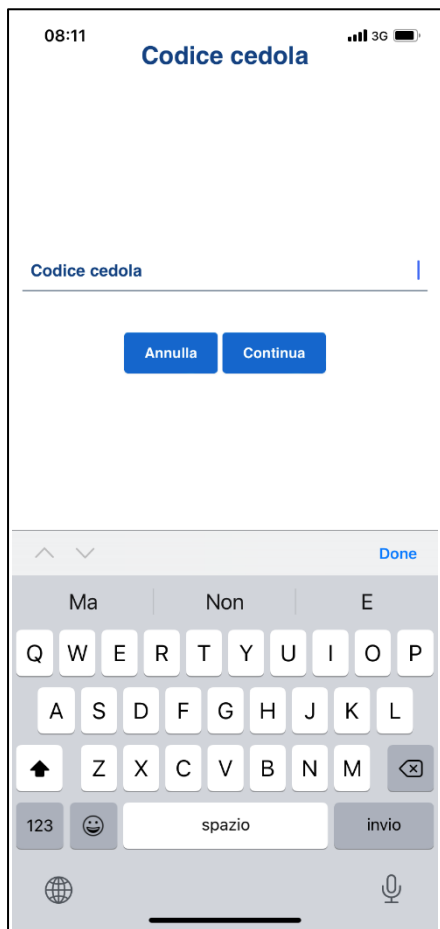 08:11 3G
Codice cedola
Codice cedola
Annulla Continua
Done
Ma Non E
Q W E R T Y U I O P
A S D F G H J K L
Z X C V B N M
123 spazio invio